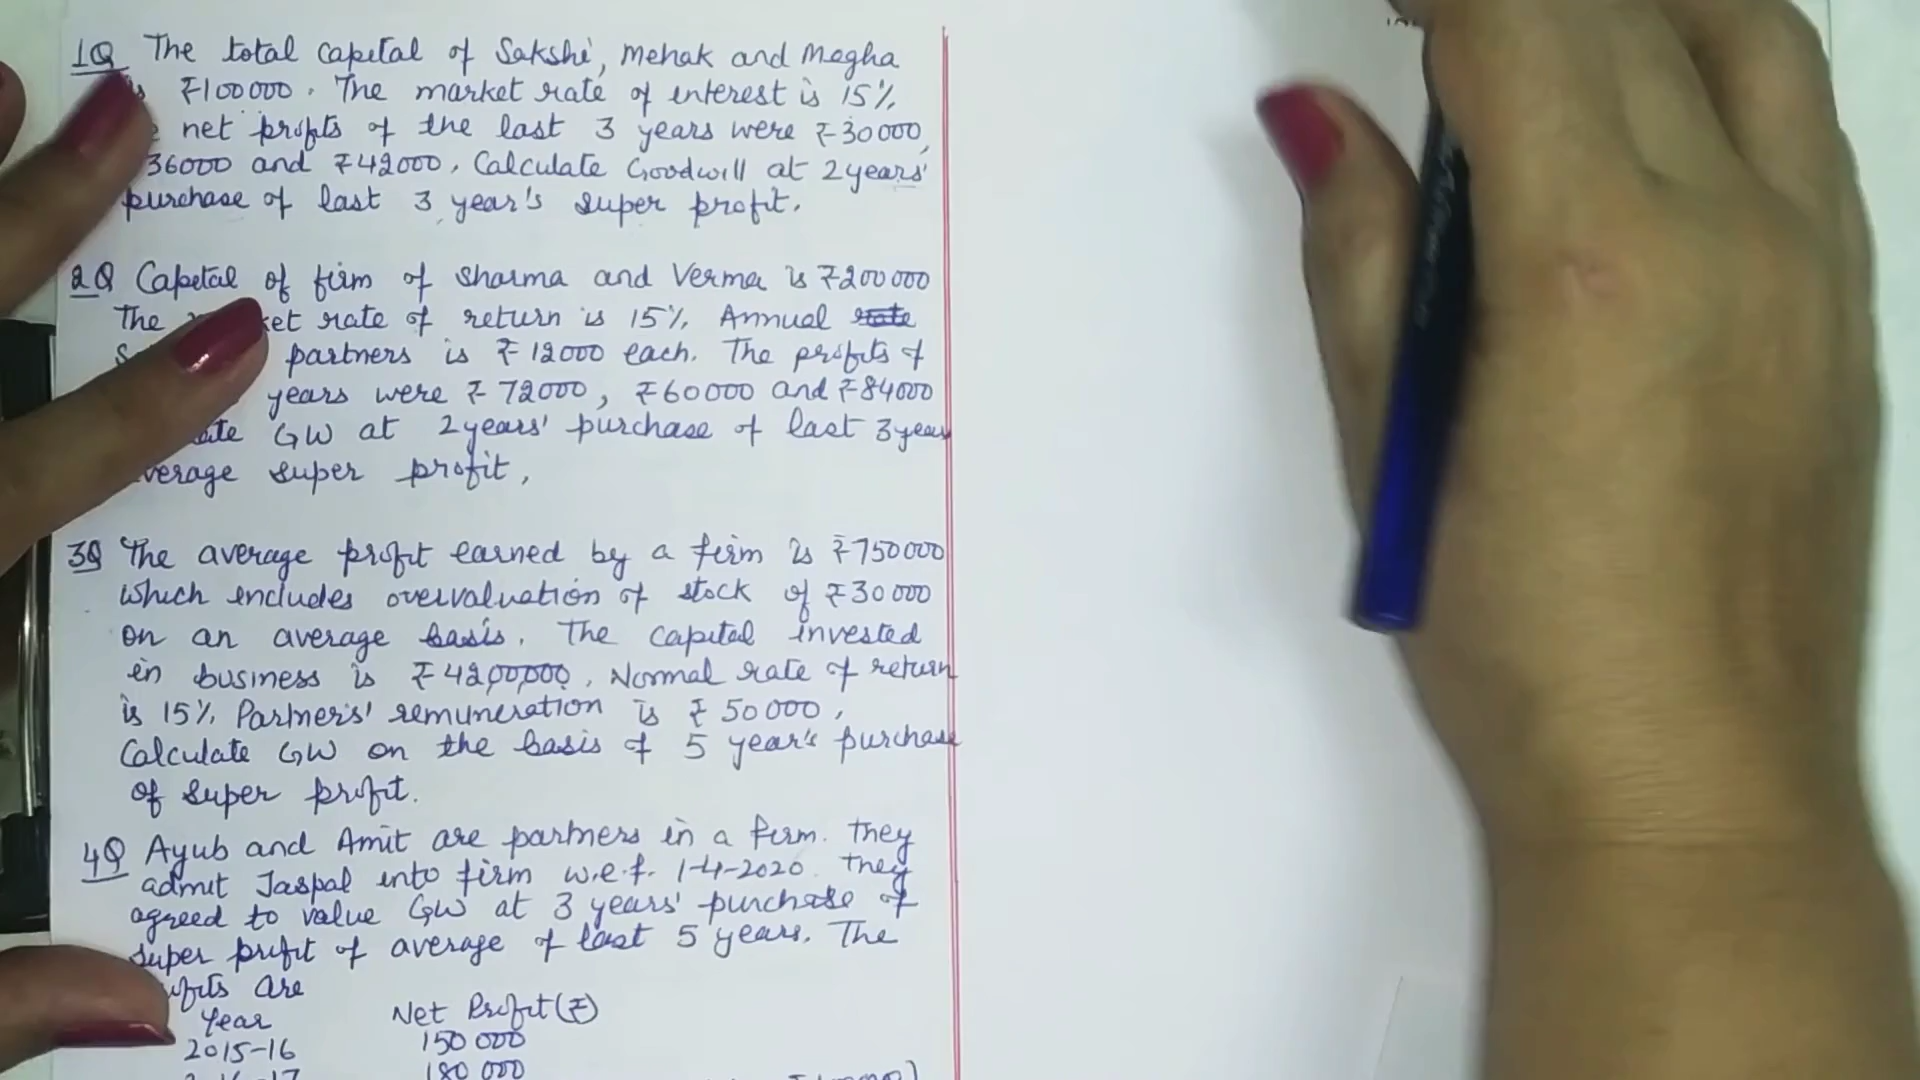 1Q The total capital of Sakshi, Mehak and Megha
₹100000. The market rate of interest is 15%.
net profits of the last 3 years were ₹30000,
36000 and ₹42000. Calculate Goodwill at 2 years'
purchase of last 3 year's super profit.
2Q Capital of firm of Sharma and Verma is ₹200000
The rate of return is 15%. Annual rate
partners is ₹12000 each. The profits of
years were ₹72000, ₹60000 and ₹84000
GW at 2 years' purchase of last 3 year
average super profit.
3Q The average profit earned by a firm is ₹750000
which includes overvaluation of stock of ₹30000
on an average basis. The capital invested
in business is ₹42,00,000. Normal rate of return
is 15%. Partners' remuneration is ₹50000,
Calculate GW on the basis of 5 year's purchase
of super profit.
4Q Ayub and Amit are partners in a firm. They
admit Jaspal into firm w.e.f. 1-4-2020. They
agreed to value GW at 3 years' purchase of
super profit of average of last 5 years. The
are
Year Net Profit (₹)
2015-16 150000
180000